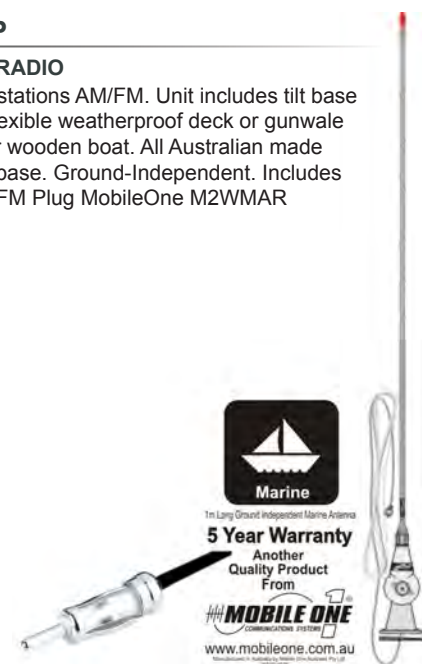 RADIO
stations AM/FM. Unit includes tilt base
exible weatherproof deck or gunwale
wooden boat. All Australian made
base. Ground-Independent. Includes
FM Plug MobileOne M2WMAR
Marine
1m Long Ground Independent Marine Antenna
5 Year Warranty
Another
Quality Product
From
MOBILE ONE
COMMUNICATIONS SYSTEMS
www.mobileone.com.au